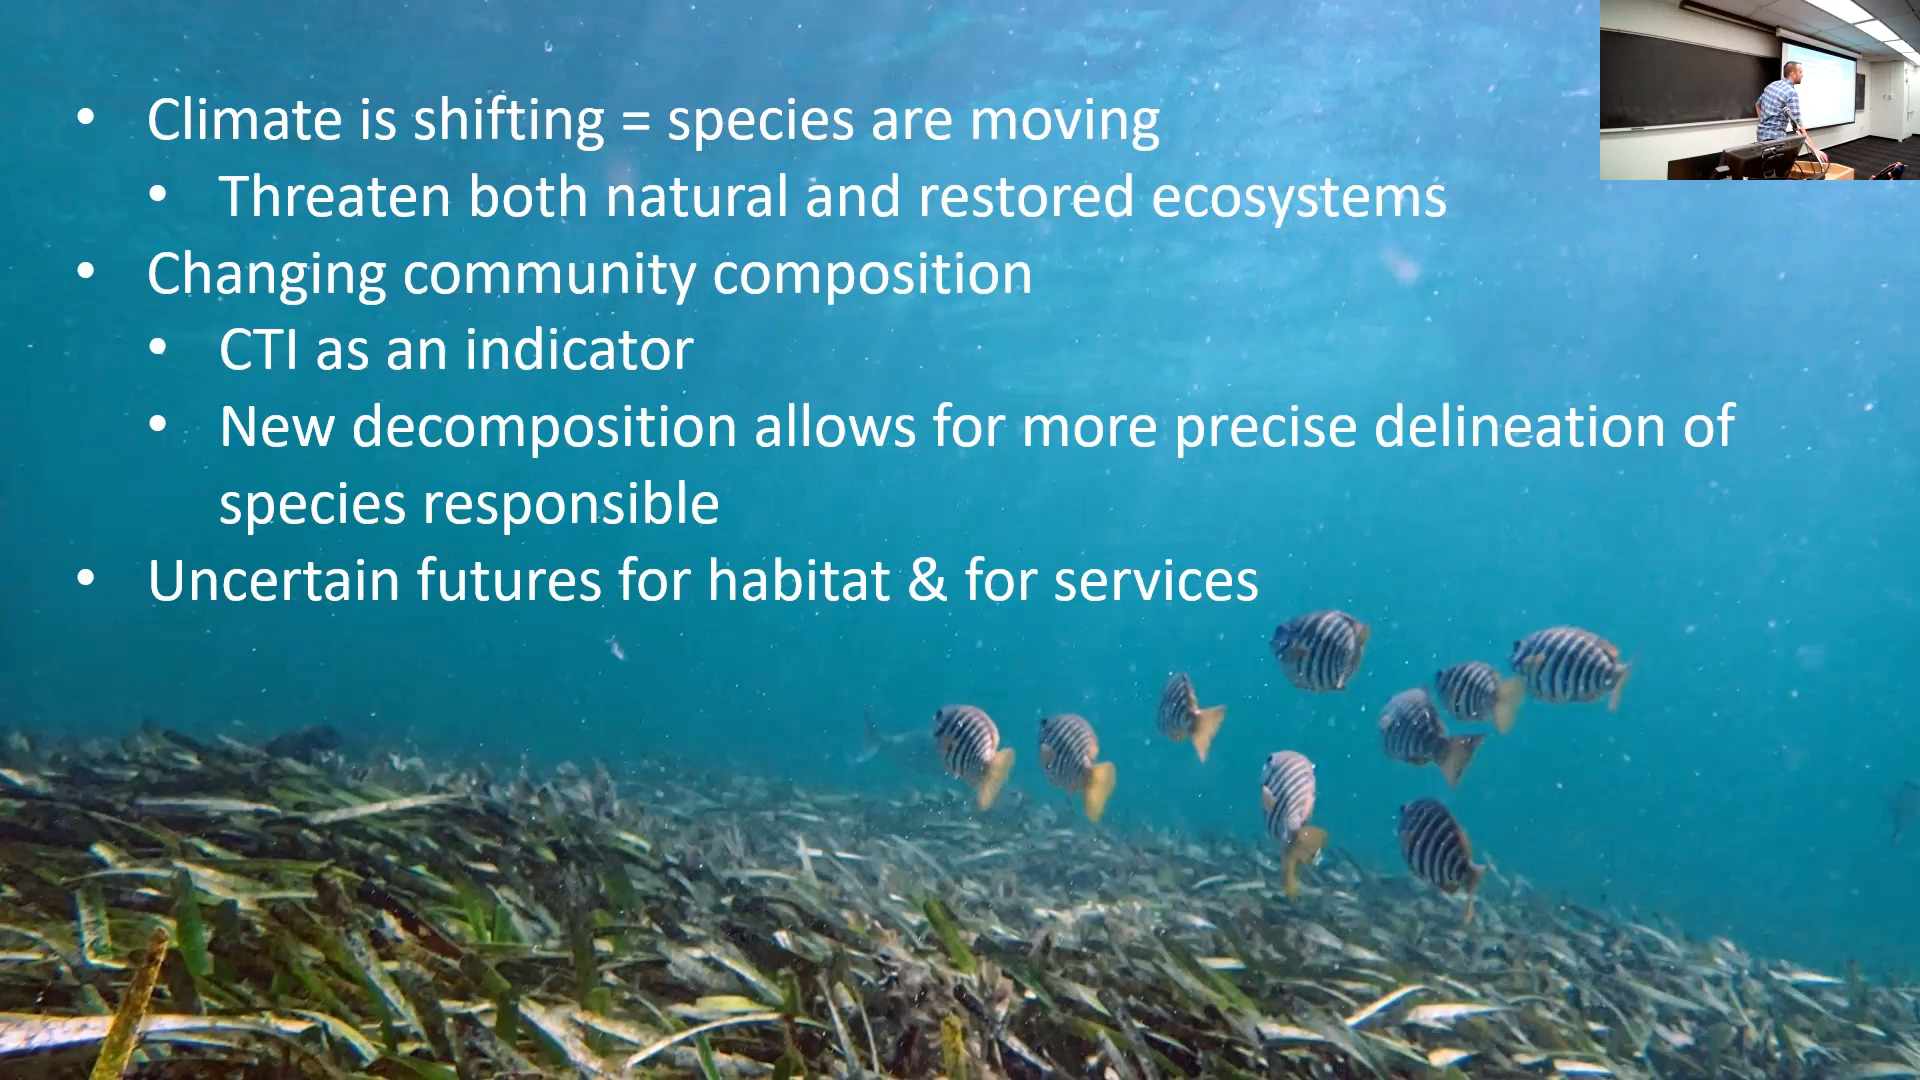 • Climate is shifting = species are moving
• Threaten both natural and restored ecosystems
• Changing community composition
• CTI as an indicator
• New decomposition allows for more precise delineation of
species responsible
• Uncertain futures for habitat & for services